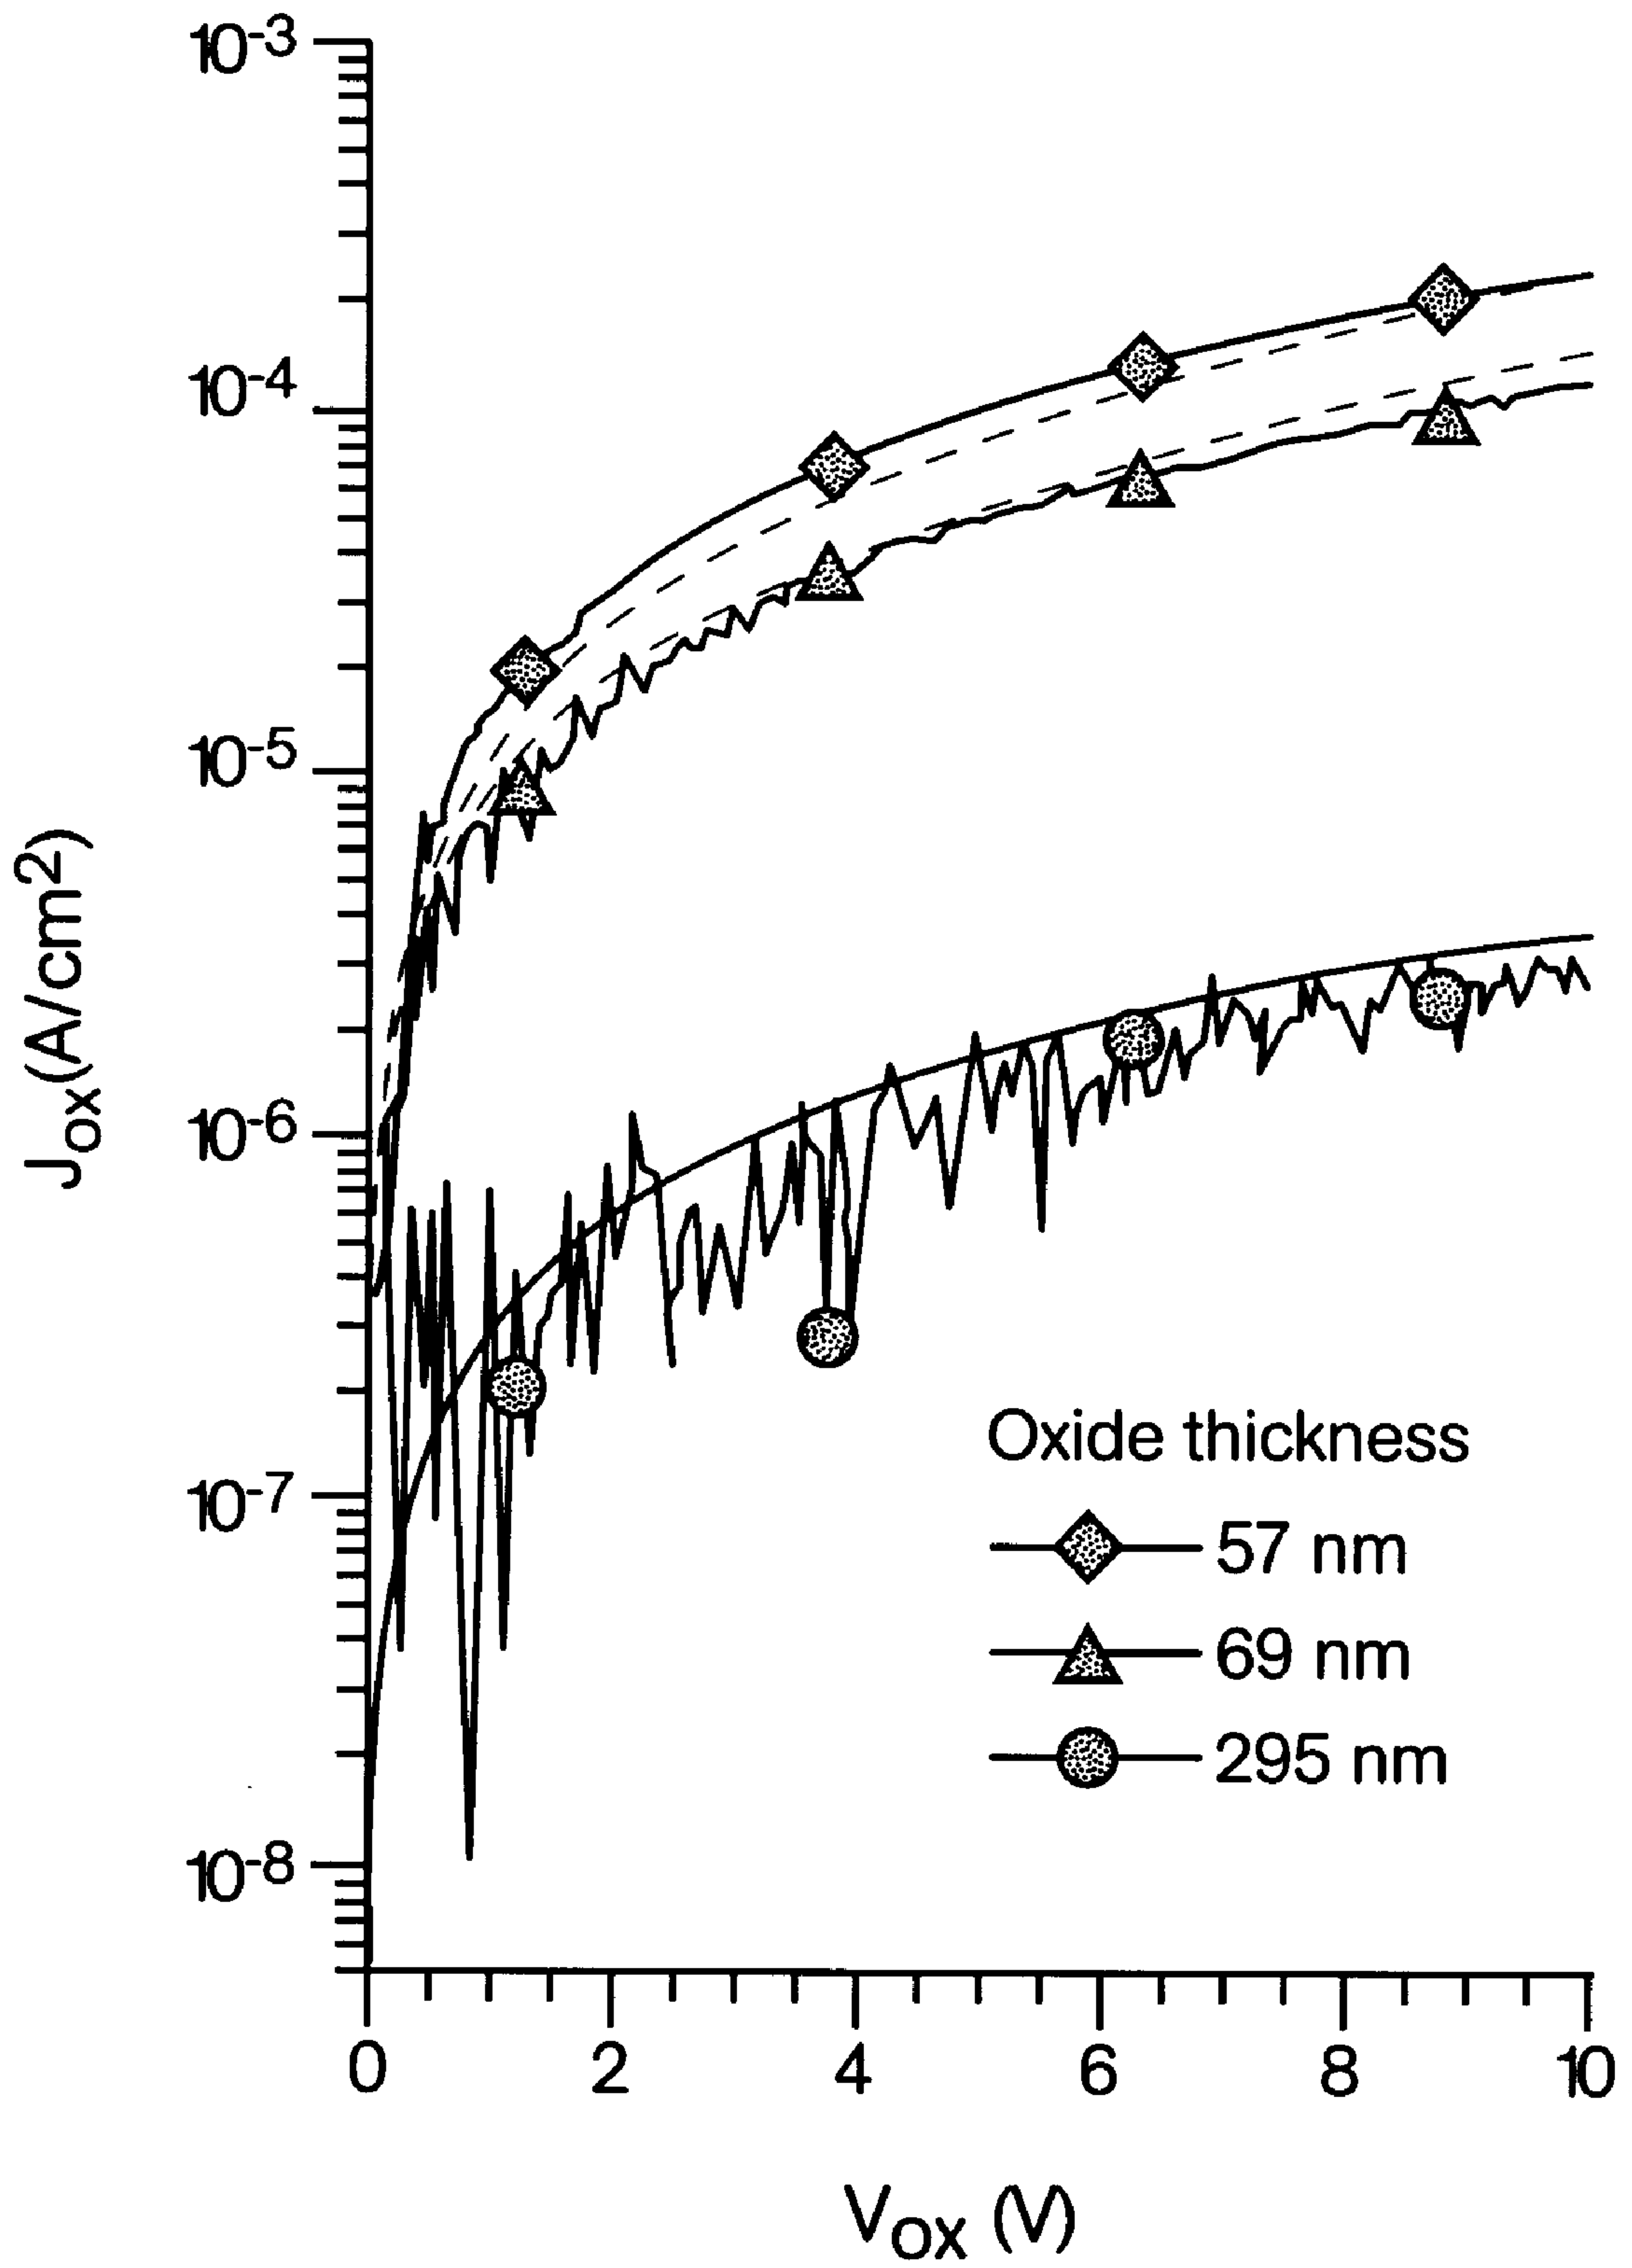 10-3
10-4
10-5
10-6
10-7
10-8
Jox(A/cm2)
Oxide thickness
57 nm
69 nm
295 nm
0 2 4 6 8 10
Vox (V)